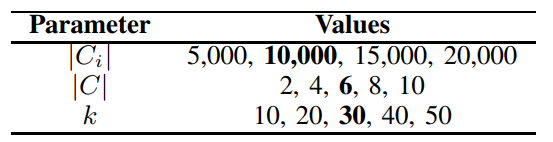 Parameter Values
|C_i| 5,000, 10,000, 15,000, 20,000
|C| 2, 4, 6, 8, 10
k 10, 20, 30, 40, 50